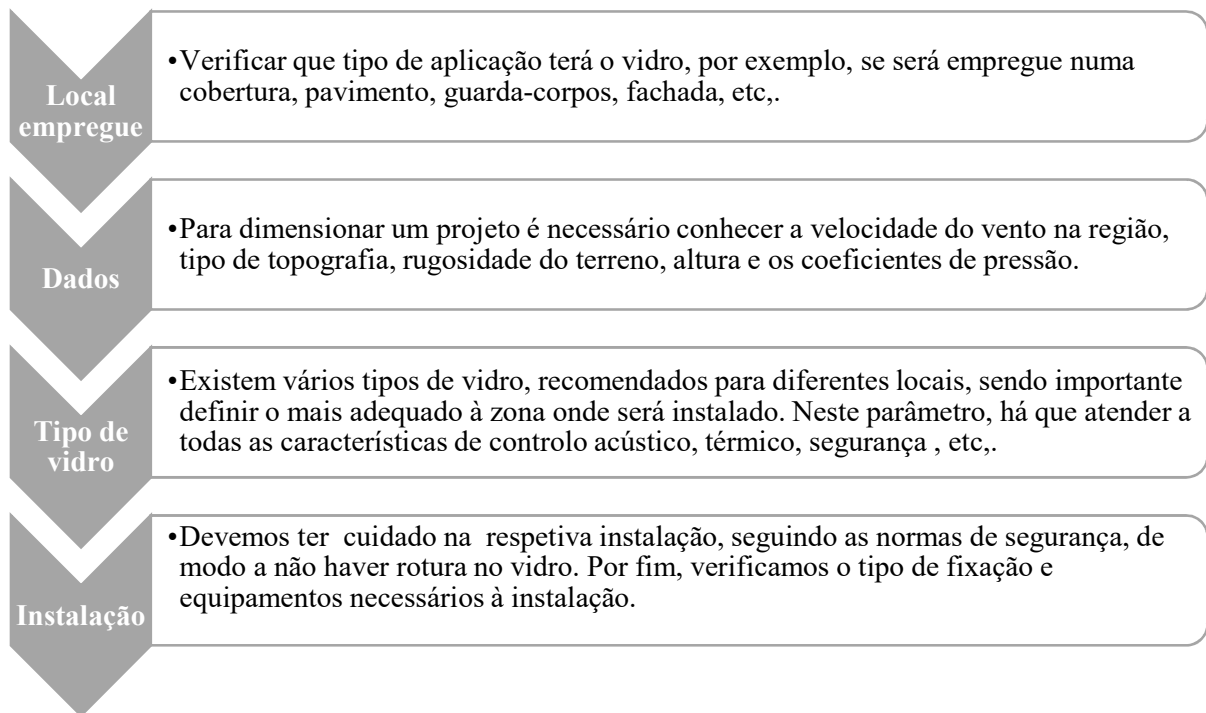 Local
empregue
•Verificar que tipo de aplicação terá o vidro, por exemplo, se será empregue numa
cobertura, pavimento, guarda-corpos, fachada, etc,.
Dados
•Para dimensionar um projeto é necessário conhecer a velocidade do vento na região,
tipo de topografia, rugosidade do terreno, altura e os coeficientes de pressão.
Tipo de
vidro
•Existem vários tipos de vidro, recomendados para diferentes locais, sendo importante
definir o mais adequado à zona onde será instalado. Neste parâmetro, há que atender a
todas as características de controlo acústico, térmico, segurança , etc,.
Instalação
•Devemos ter  cuidado na  respetiva instalação, seguindo as normas de segurança, de
modo a não haver rotura no vidro. Por fim, verificamos o tipo de fixação e
equipamentos necessários à instalação.